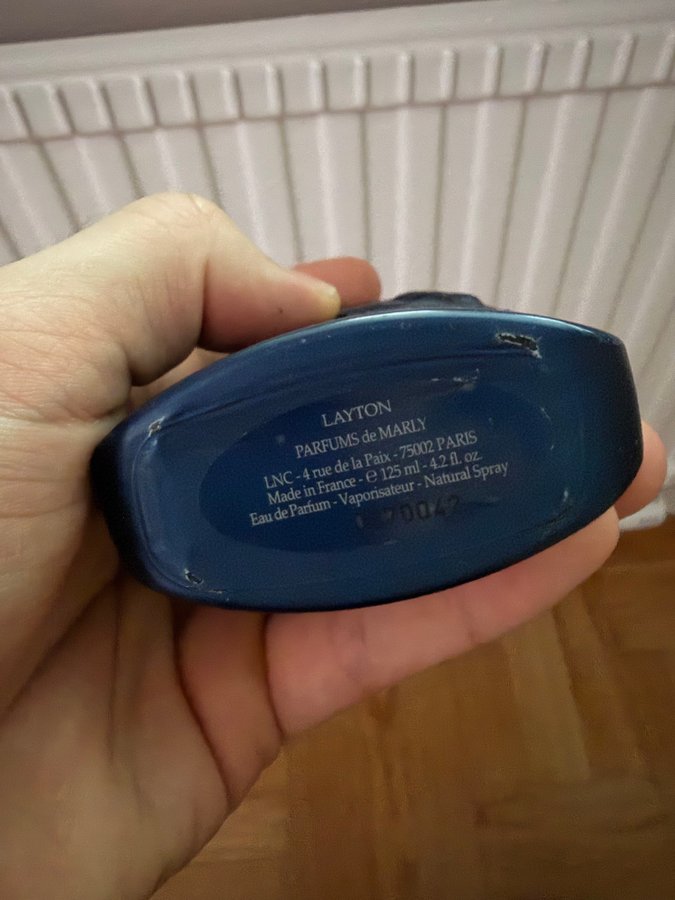 LAYTON
PARFUMS de MARLY
LNC - 4 rue de la Paix - 75002 PARIS
Made in France - ℮ 125 ml - 4.2 fl. oz.
Eau de Parfum - Vaporisateur - Natural Spray